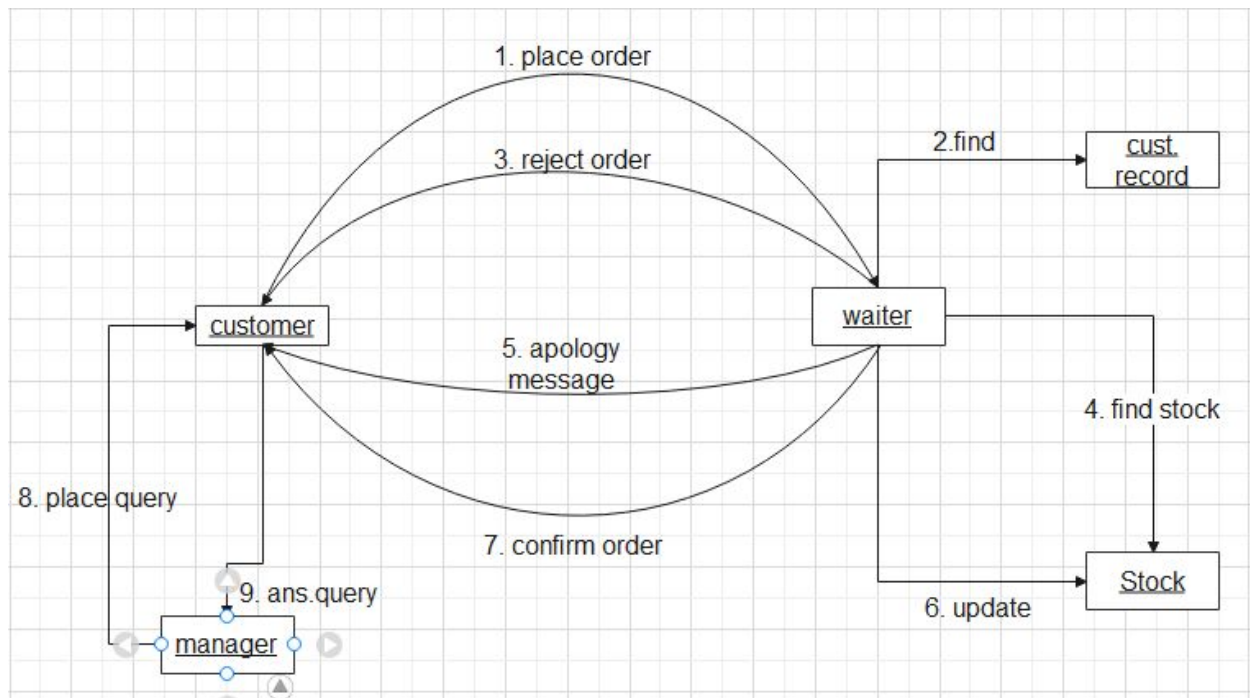 1. place order
3. reject order
2.find
cust.
record
customer
waiter
5. apology
message
4. find stock
8. place query
7. confirm order
9. ans.query
Stock
6. update
manager